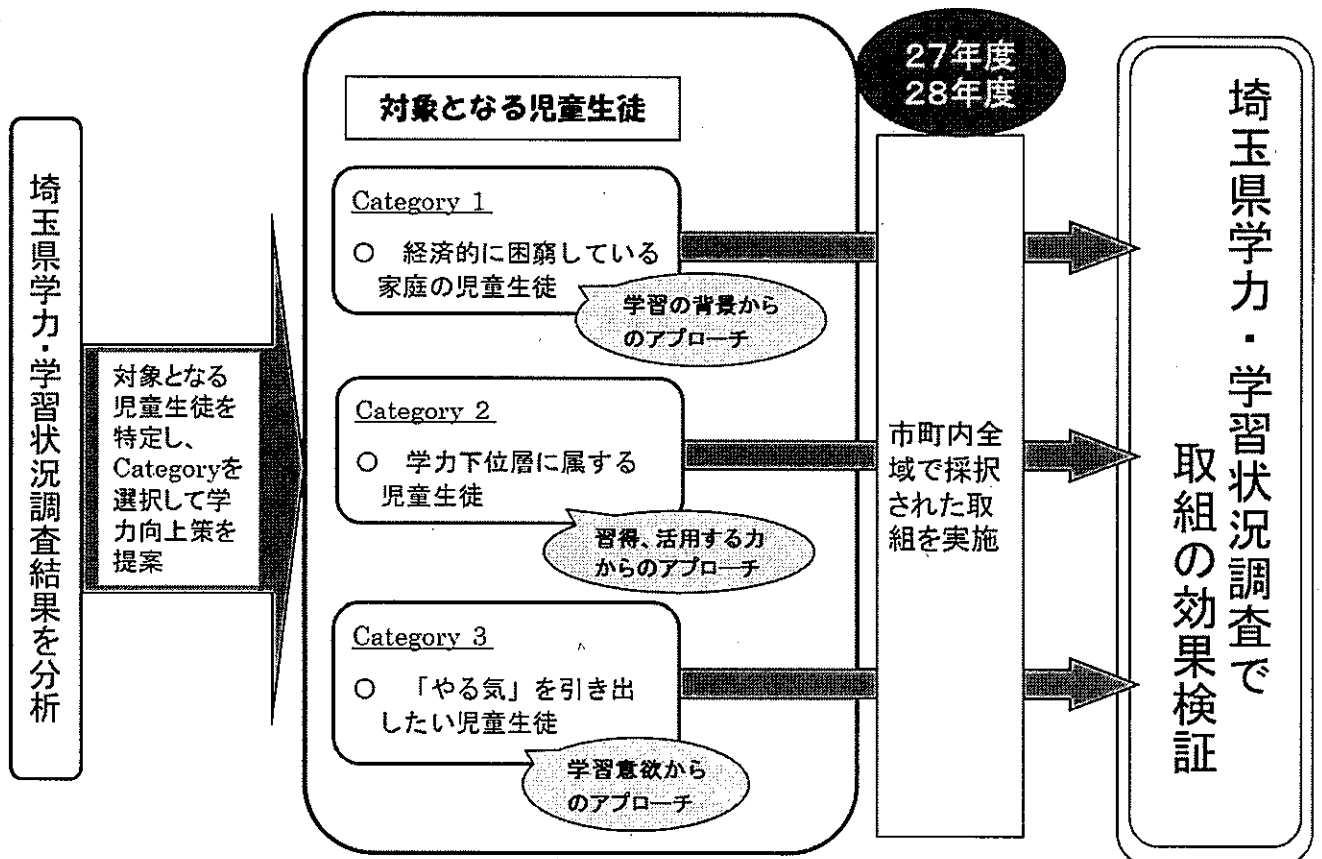 埼玉県学力・学習状況調査結果を分析
対象となる
児童生徒を
特定し、
Categoryを
選択して学
力向上策を
提案
対象となる児童生徒
Category 1
○ 経済的に困窮している
家庭の児童生徒
学習の背景から
のアプローチ
Category 2
○ 学力下位層に属する
児童生徒
習得、活用する力
からのアプローチ
Category 3
○ 「やる気」を引き出
したい児童生徒
学習意欲から
のアプローチ
27年度
28年度
市町内全
域で採択
された取
組を実施
埼玉県学力・学習状況調査で
取組の効果検証